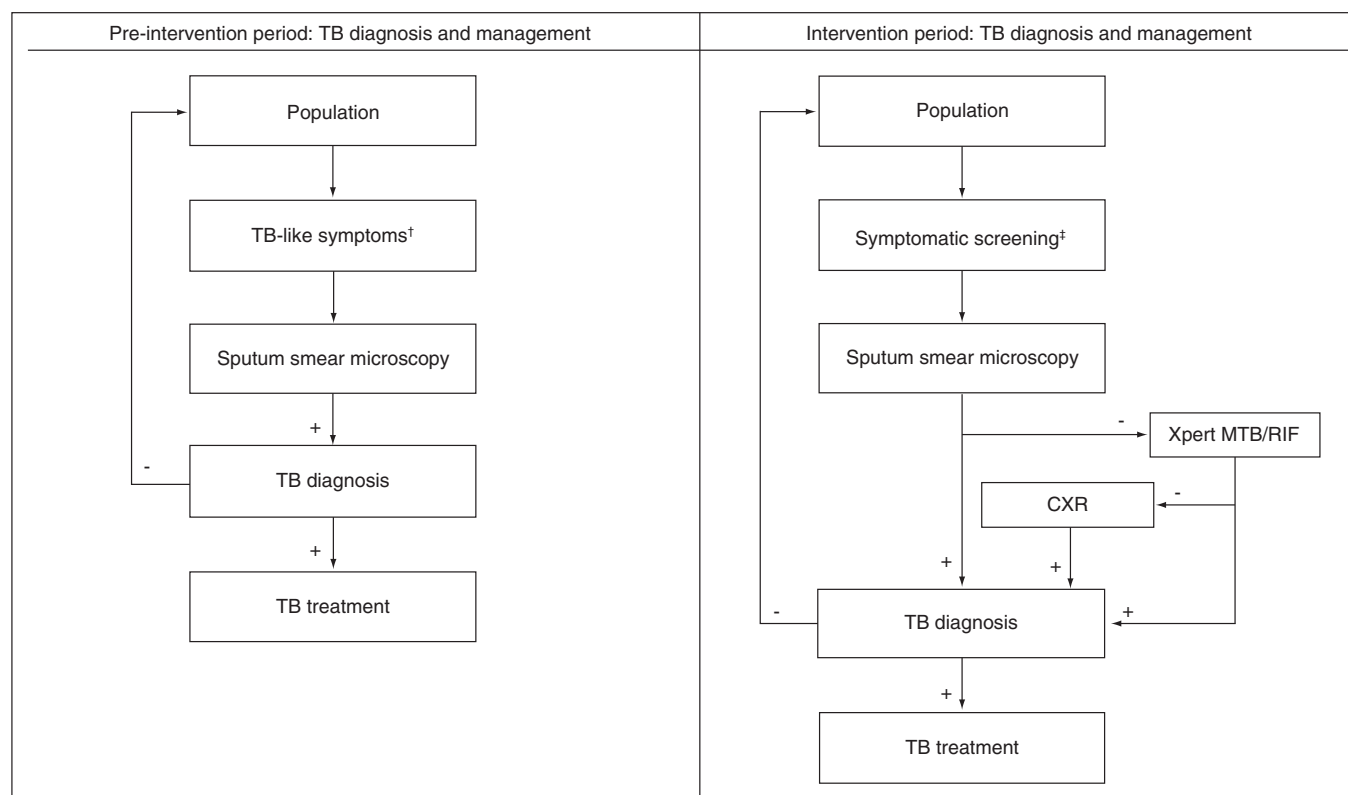 Pre-intervention period: TB diagnosis and management
Population
TB-like symptoms†
Sputum smear microscopy
+
-
TB diagnosis
+
TB treatment
Intervention period: TB diagnosis and management
Population
Symptomatic screening‡
Sputum smear microscopy
-
Xpert MTB/RIF
CXR
-
+
+
-
TB diagnosis
+
+
TB treatment